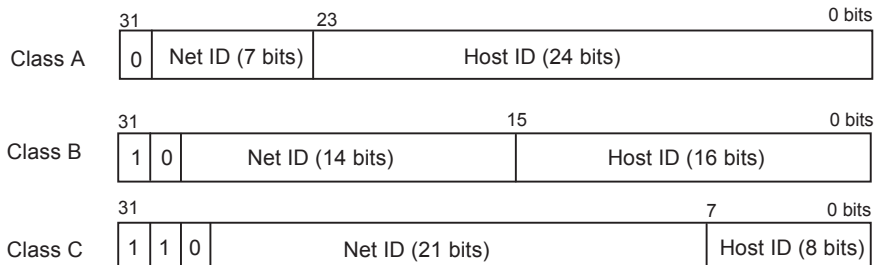 31 23 0 bits
Class A 0 Net ID (7 bits) Host ID (24 bits)
31 15 0 bits
Class B 1 0 Net ID (14 bits) Host ID (16 bits)
31 7 0 bits
Class C 1 1 0 Net ID (21 bits) Host ID (8 bits)